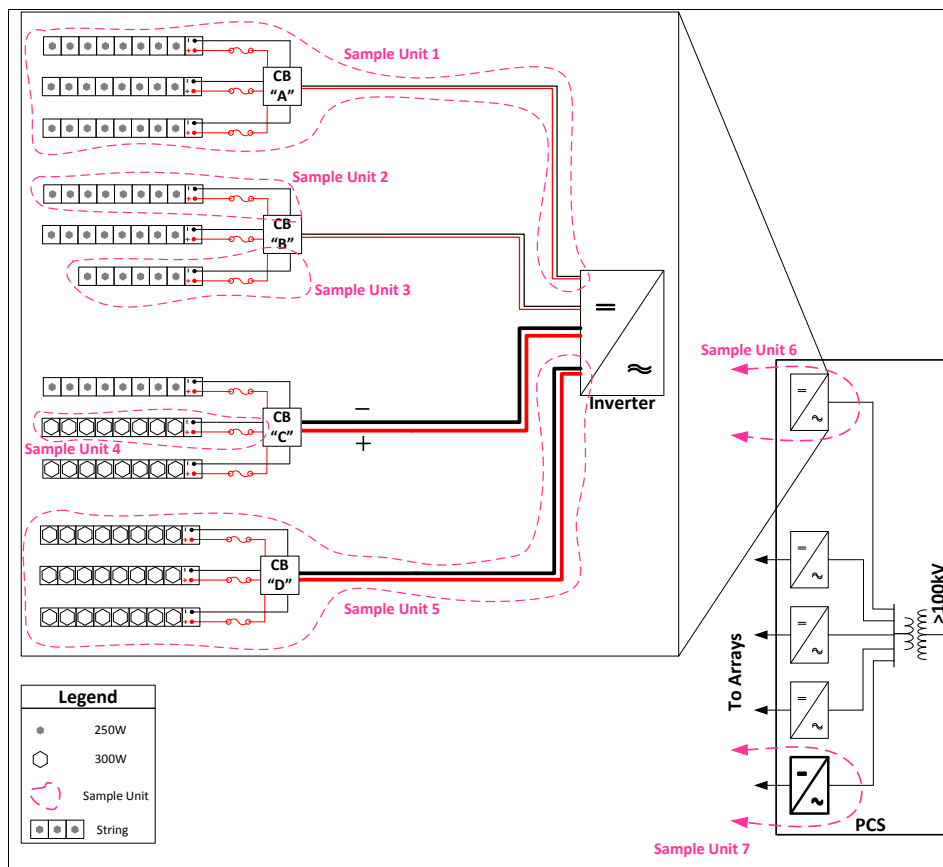 Sample Unit 1
CB
“A”
Sample Unit 2
CB
“B”
Sample Unit 3
Sample Unit 6
Inverter
CB
“C”
−
+
Sample Unit 4
CB
“D”
Sample Unit 5
>100kV
To Arrays
Legend
250W
300W
Sample Unit
String
PCS
Sample Unit 7